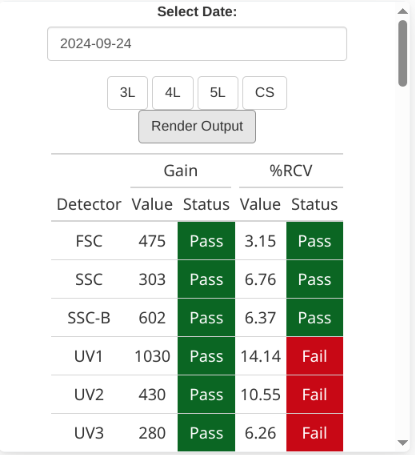 Select Date:
2024-09-24
3L 4L 5L CS
Render Output
Gain %RCV
Detector Value Status Value Status
FSC 475 Pass 3.15 Pass
SSC 303 Pass 6.76 Pass
SSC-B 602 Pass 6.37 Pass
UV1 1030 Pass 14.14 Fail
UV2 430 Pass 10.55 Fail
UV3 280 Pass 6.26 Fail